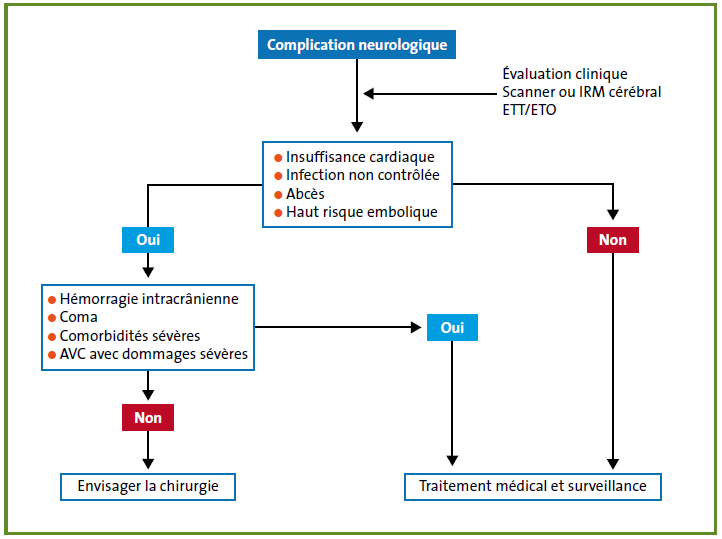 Complication neurologique
Évaluation clinique
Scanner ou IRM cérébral
ETT/ETO
• Insuffisance cardiaque
• Infection non contrôlée
• Abcès
• Haut risque embolique
Oui
Non
• Hémorragie intracrânienne
• Coma
• Comorbidités sévères
• AVC avec dommages sévères
Oui
Non
Envisager la chirurgie
Traitement médical et surveillance